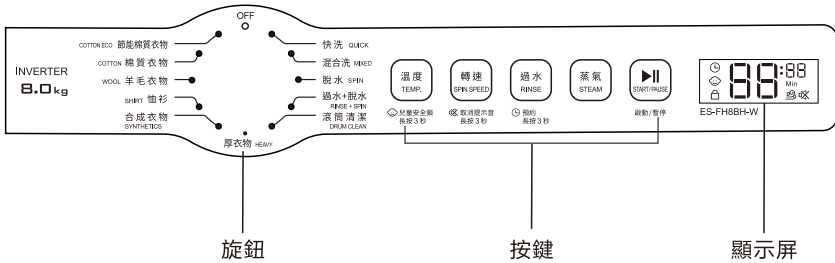 OFF
COTTON ECO 節能棉質衣物
COTTON 棉質衣物
WOOL 羊毛衣物
SHIRT 恤衫
合成衣物
SYNTHETICS
厚衣物 HEAVY
快洗 QUICK
混合洗 MIXED
脫水 SPIN
過水+脫水
RINSE + SPIN
滾筒清潔
DRUM CLEAN
INVERTER
8.0kg
溫度
TEMP.
兒童安全鎖
長按3秒
轉速
SPIN SPEED
取消提示音
長按3秒
過水
RINSE
預約
長按3秒
蒸氣
STEAM
START/PAUSE
啟動/暫停
88:88
Min
ES-FH8BH-W
旋鈕
按鍵
顯示屏